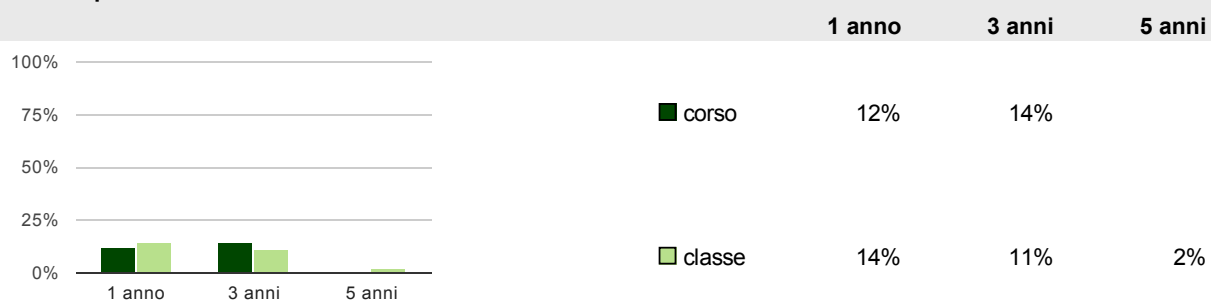 1 anno 3 anni 5 anni
100%
75%
50%
25%
0%
1 anno 3 anni 5 anni
corso 12% 14%
classe 14% 11% 2%